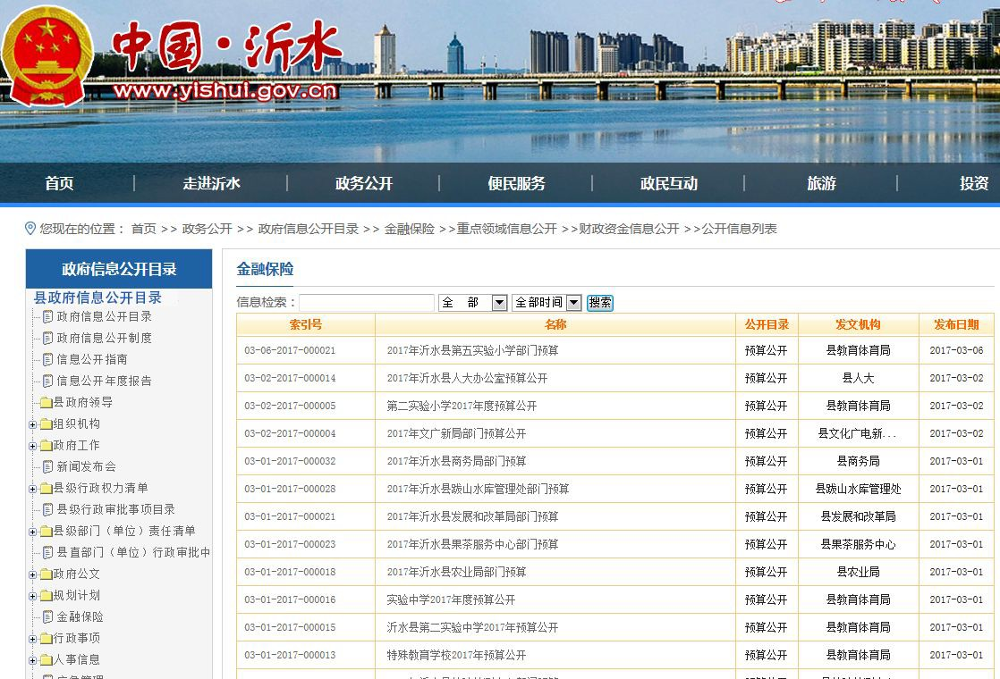 中国·沂水
www.yishui.gov.cn
首页 | 走进沂水 | 政务公开 | 便民服务 | 政民互动 | 旅游 | 投资
您现在的位置： 首页 >> 政务公开 >> 政府信息公开目录 >> 金融保险 >>重点领域信息公开 >>财政资金信息公开 >>公开信息列表
政府信息公开目录
县政府信息公开目录
政府信息公开目录
政府信息公开制度
信息公开指南
信息公开年度报告
县政府领导
组织机构
政府工作
新闻发布会
县级行政权力清单
县级行政审批事项目录
县级部门（单位）责任清单
县直部门（单位）行政审批中
政府公文
规划计划
金融保险
行政事项
人事信息
金融保险
信息检索： 全 部 全部时间 搜索
索引号 名称 公开目录 发文机构 发布日期
03-06-2017-000021 2017年沂水县第五实验小学部门预算 预算公开 县教育体育局 2017-03-06
03-02-2017-000014 2017年沂水县人大办公室预算公开 预算公开 县人大 2017-03-02
03-02-2017-000005 第二实验小学2017年度预算公开 预算公开 县教育体育局 2017-03-02
03-02-2017-000004 2017年文广新局部门预算公开 预算公开 县文化广电新... 2017-03-02
03-01-2017-000032 2017年沂水县商务局部门预算 预算公开 县商务局 2017-03-01
03-01-2017-000028 2017年沂水县跋山水库管理处部门预算 预算公开 县跋山水库管理处 2017-03-01
03-01-2017-000021 2017年沂水县发展和改革局部门预算 预算公开 县发展和改革局 2017-03-01
03-01-2017-000023 2017年沂水县果茶服务中心部门预算 预算公开 县果茶服务中心 2017-03-01
03-01-2017-000018 2017年沂水县农业局部门预算 预算公开 县农业局 2017-03-01
03-01-2017-000016 实验中学2017年度预算公开 预算公开 县教育体育局 2017-03-01
03-01-2017-000015 沂水县第二实验中学2017年预算公开 预算公开 县教育体育局 2017-03-01
03-01-2017-000013 特殊教育学校2017年预算公开 预算公开 县教育体育局 2017-03-01